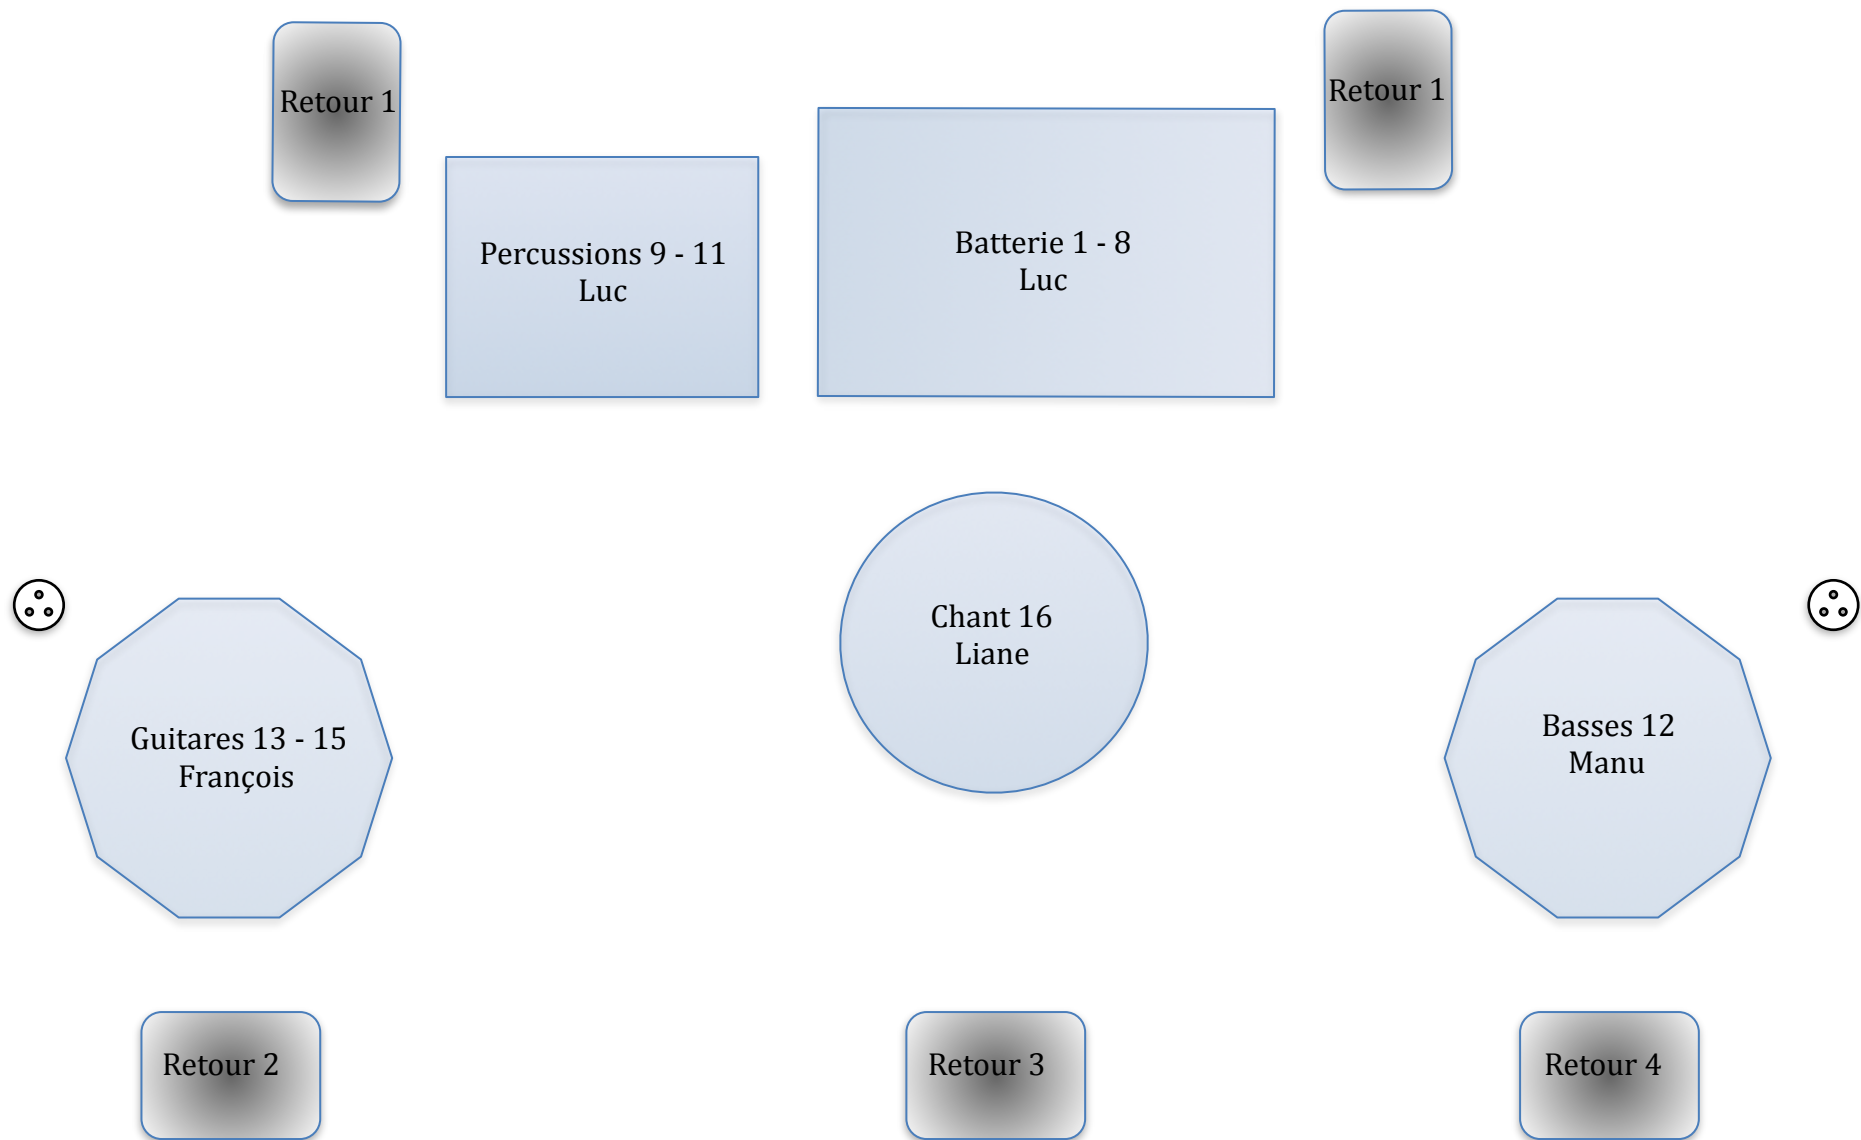 Retour 1
Retour 1
Percussions 9 - 11
Luc
Batterie 1 - 8
Luc
Chant 16
Liane
Guitares 13 - 15
François
Basses 12
Manu
Retour 2
Retour 3
Retour 4